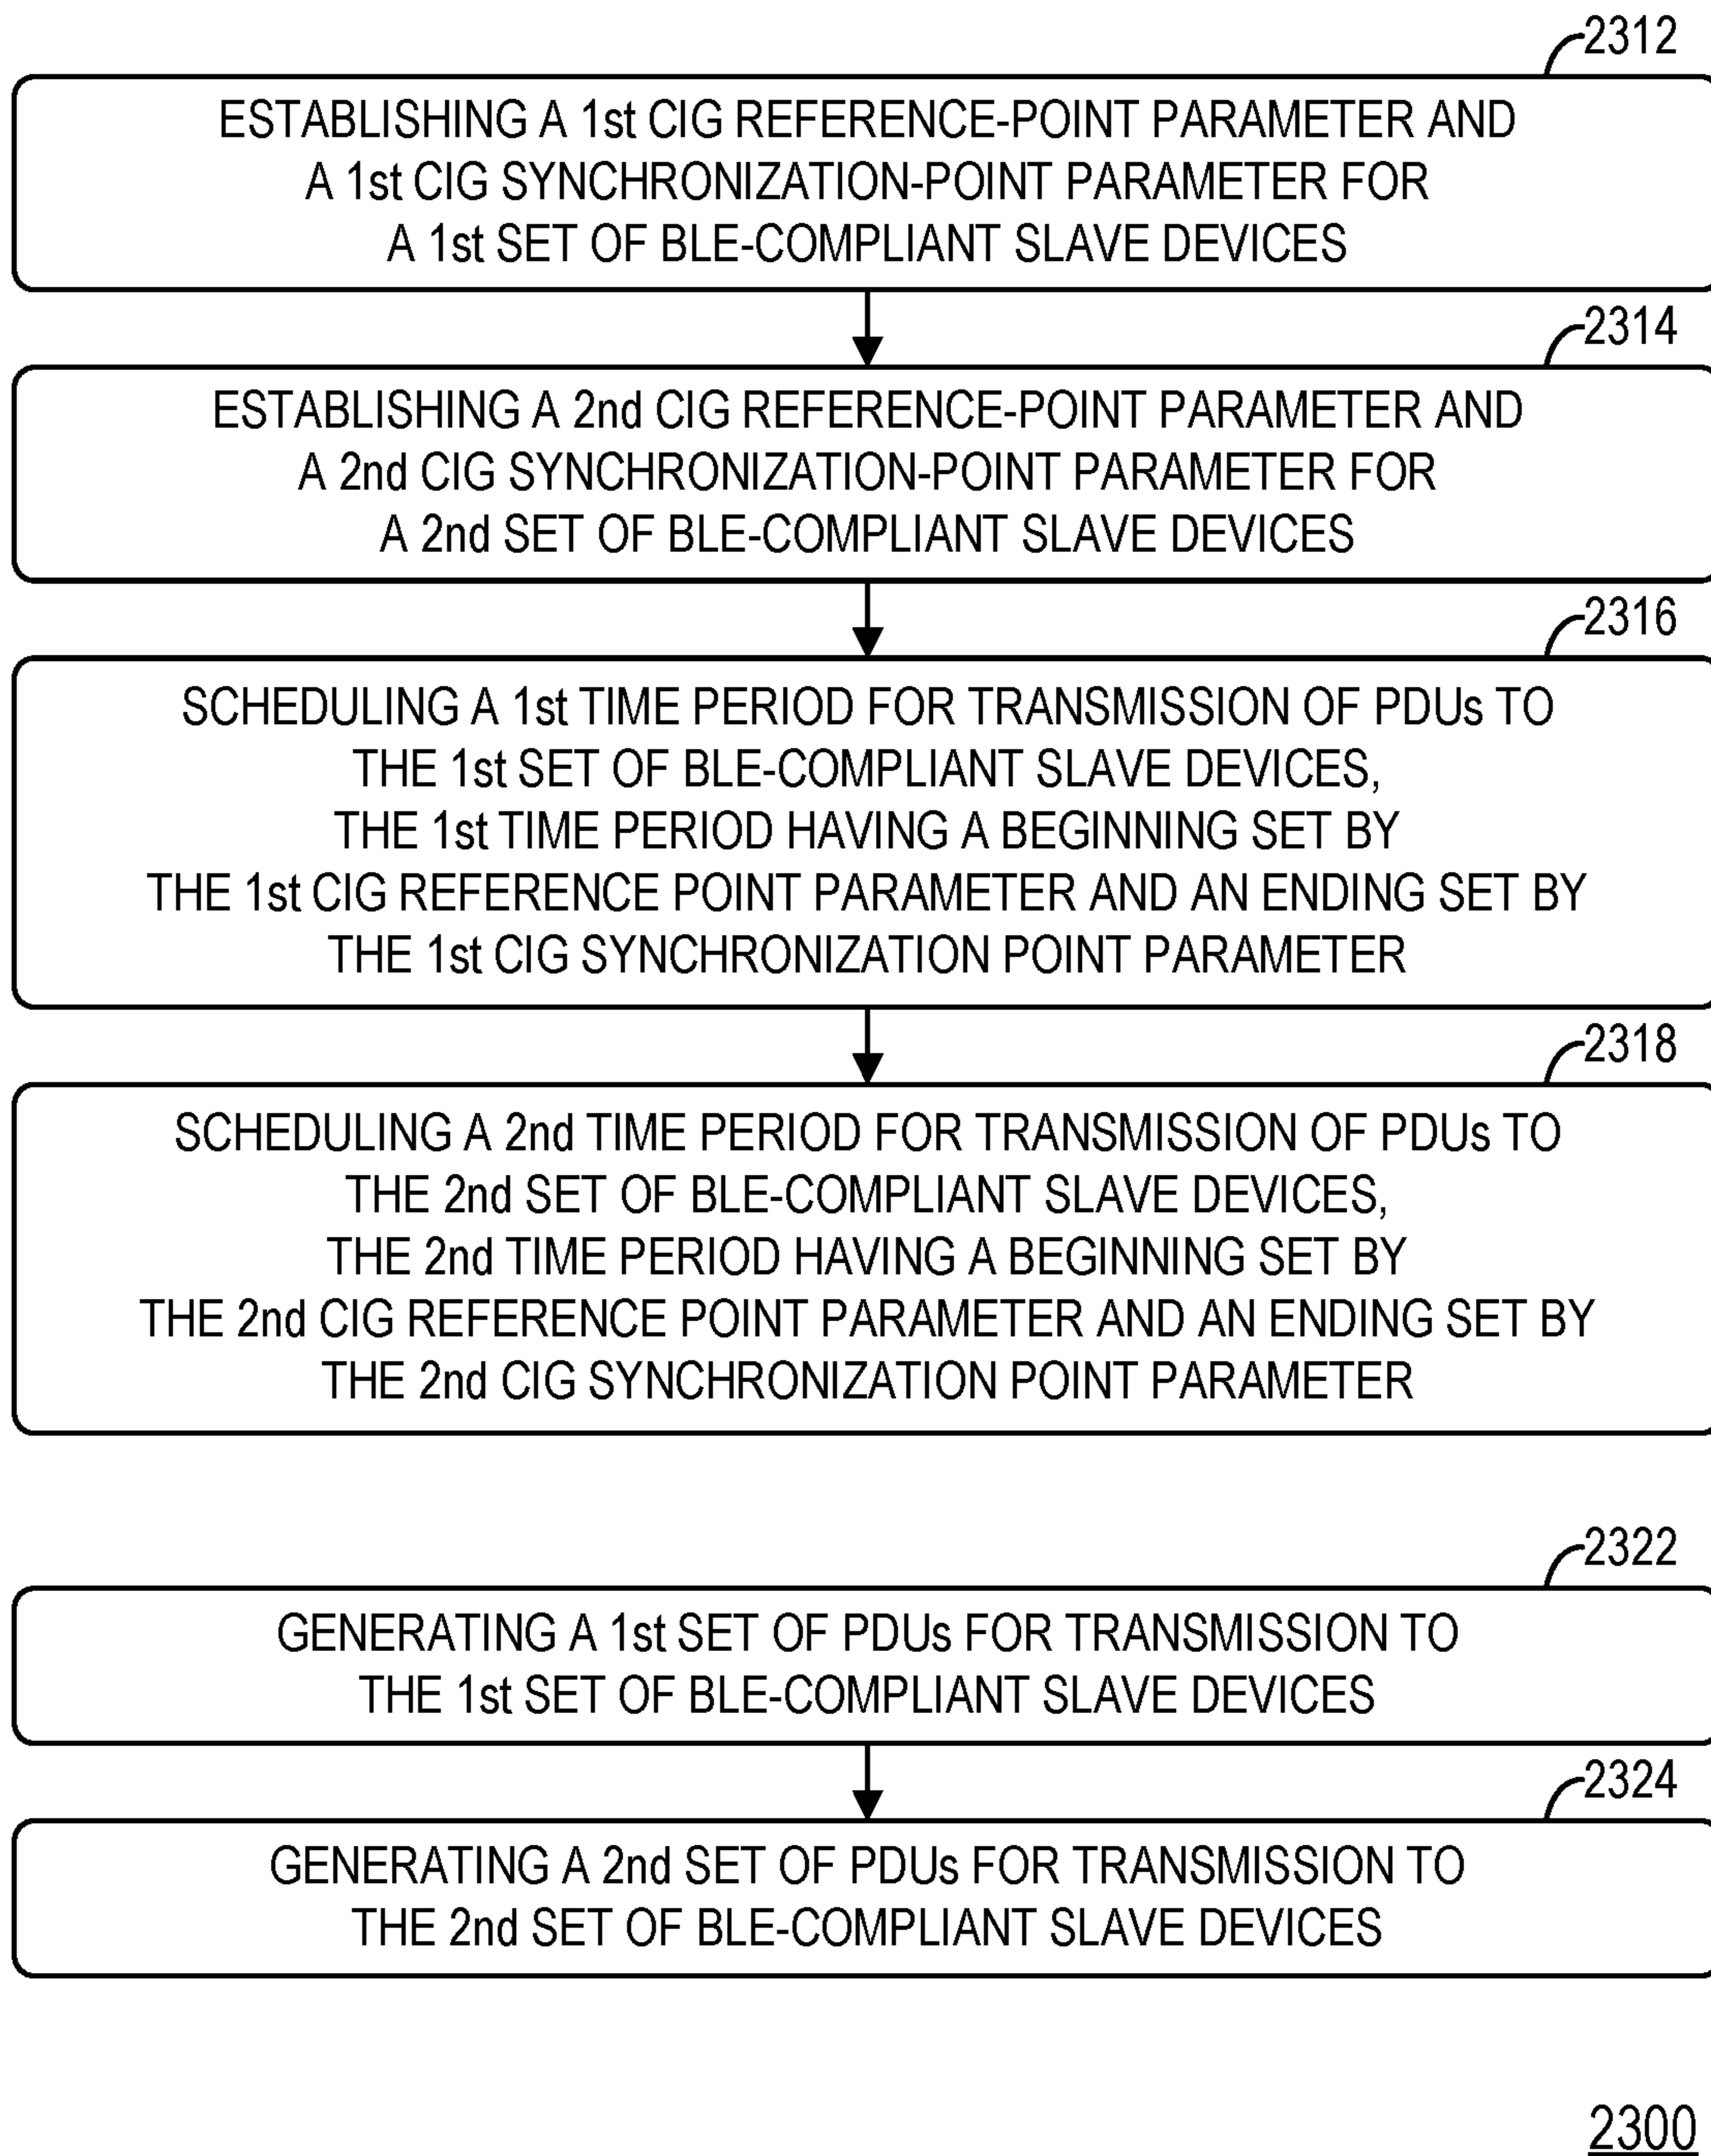 2312
ESTABLISHING A 1st CIG REFERENCE-POINT PARAMETER AND
A 1st CIG SYNCHRONIZATION-POINT PARAMETER FOR
A 1st SET OF BLE-COMPLIANT SLAVE DEVICES
2314
ESTABLISHING A 2nd CIG REFERENCE-POINT PARAMETER AND
A 2nd CIG SYNCHRONIZATION-POINT PARAMETER FOR
A 2nd SET OF BLE-COMPLIANT SLAVE DEVICES
2316
SCHEDULING A 1st TIME PERIOD FOR TRANSMISSION OF PDUs TO
THE 1st SET OF BLE-COMPLIANT SLAVE DEVICES,
THE 1st TIME PERIOD HAVING A BEGINNING SET BY
THE 1st CIG REFERENCE POINT PARAMETER AND AN ENDING SET BY
THE 1st CIG SYNCHRONIZATION POINT PARAMETER
2318
SCHEDULING A 2nd TIME PERIOD FOR TRANSMISSION OF PDUs TO
THE 2nd SET OF BLE-COMPLIANT SLAVE DEVICES,
THE 2nd TIME PERIOD HAVING A BEGINNING SET BY
THE 2nd CIG REFERENCE POINT PARAMETER AND AN ENDING SET BY
THE 2nd CIG SYNCHRONIZATION POINT PARAMETER
2322
GENERATING A 1st SET OF PDUs FOR TRANSMISSION TO
THE 1st SET OF BLE-COMPLIANT SLAVE DEVICES
2324
GENERATING A 2nd SET OF PDUs FOR TRANSMISSION TO
THE 2nd SET OF BLE-COMPLIANT SLAVE DEVICES
2300